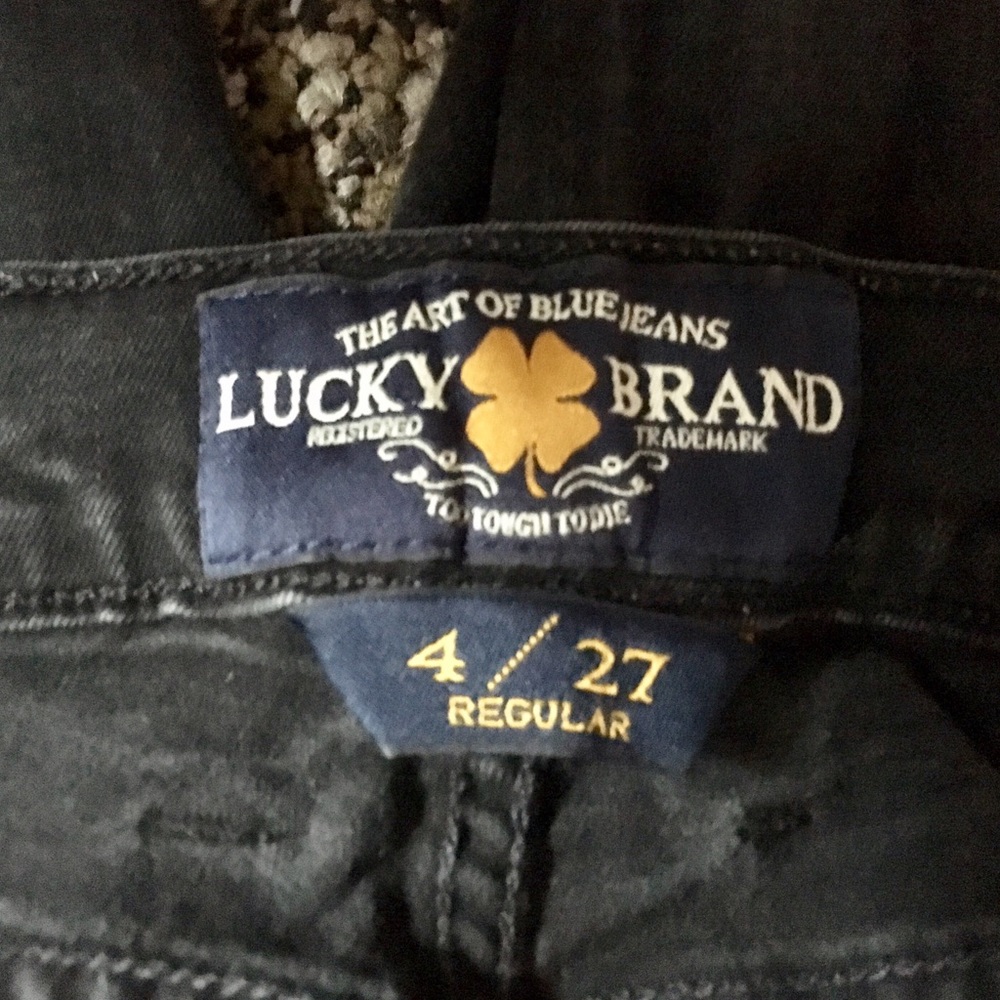 THE ART OF BLUE JEANS
LUCKY BRAND
REGISTERED TRADEMARK
TOO TOUGH TO DIE
4 / 27
REGULAR